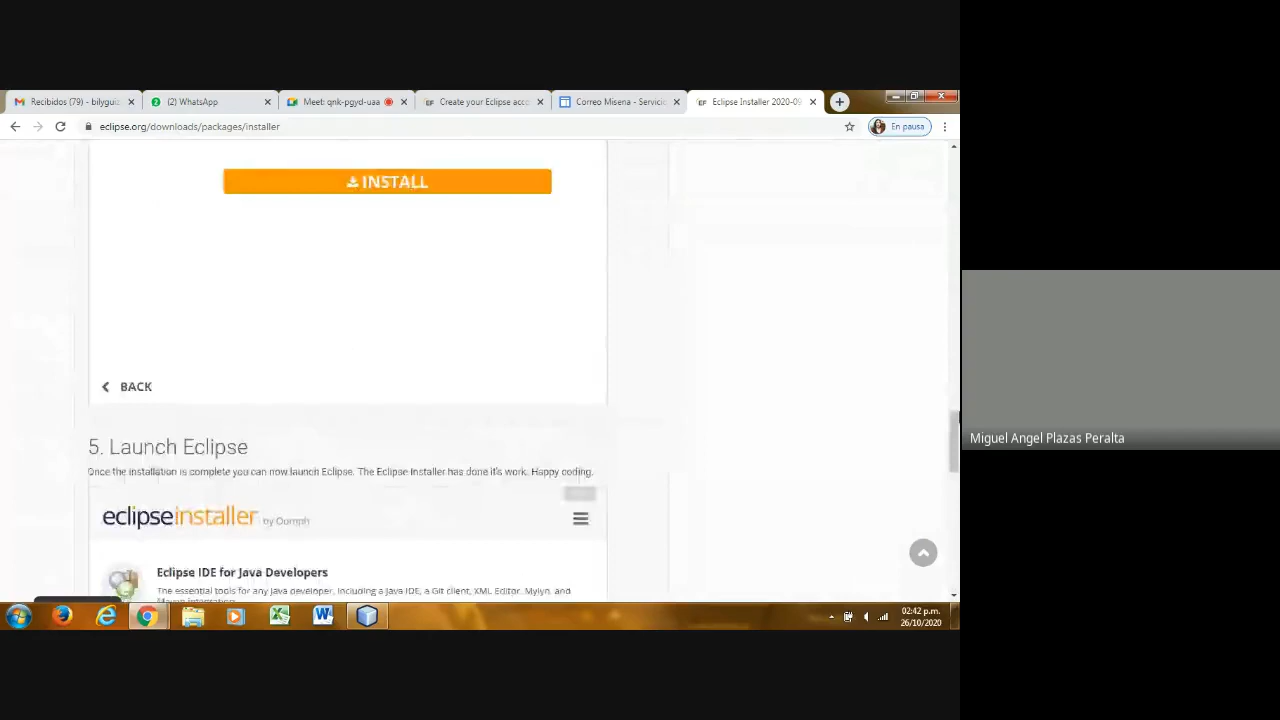 Recibidos (79) - bilygui
(2) WhatsApp
Meet: qnk-pgyd-uaa
Create your Eclipse acco
Correo Misena - Servicio
Eclipse Installer 2020-09
eclipse.org/downloads/packages/installer
En pausa
INSTALL
BACK
5. Launch Eclipse
Once the installation is complete you can now launch Eclipse. The Eclipse Installer has done it's work. Happy coding.
eclipseinstaller by Oomph
Eclipse IDE for Java Developers
The essential tools for any Java developer, including a Java IDE, a Git client, XML Editor, Mylyn, and
Maven integration
02:42 p.m.
26/10/2020
Miguel Angel Plazas Peralta